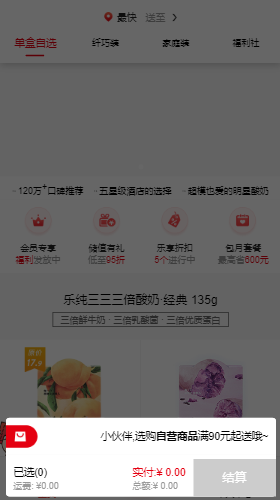 最快 送至
单盒自选 纤巧装 家庭装 福利社
120万+口碑推荐 五星级酒店的选择 超模也爱的明星酸奶
会员专享 储值有礼 乐享折扣 包月套餐
福利发放中 低至95折 5个进行中 最高省600元
乐纯三三三倍酸奶·经典 135g
三倍鲜牛奶 · 三倍乳酸菌 · 三倍优质蛋白
小伙伴,选购自营商品满90元起送哦~
已选(0) 实付:¥ 0.00 结算
运费: ¥0.00 总额:¥ 0.00